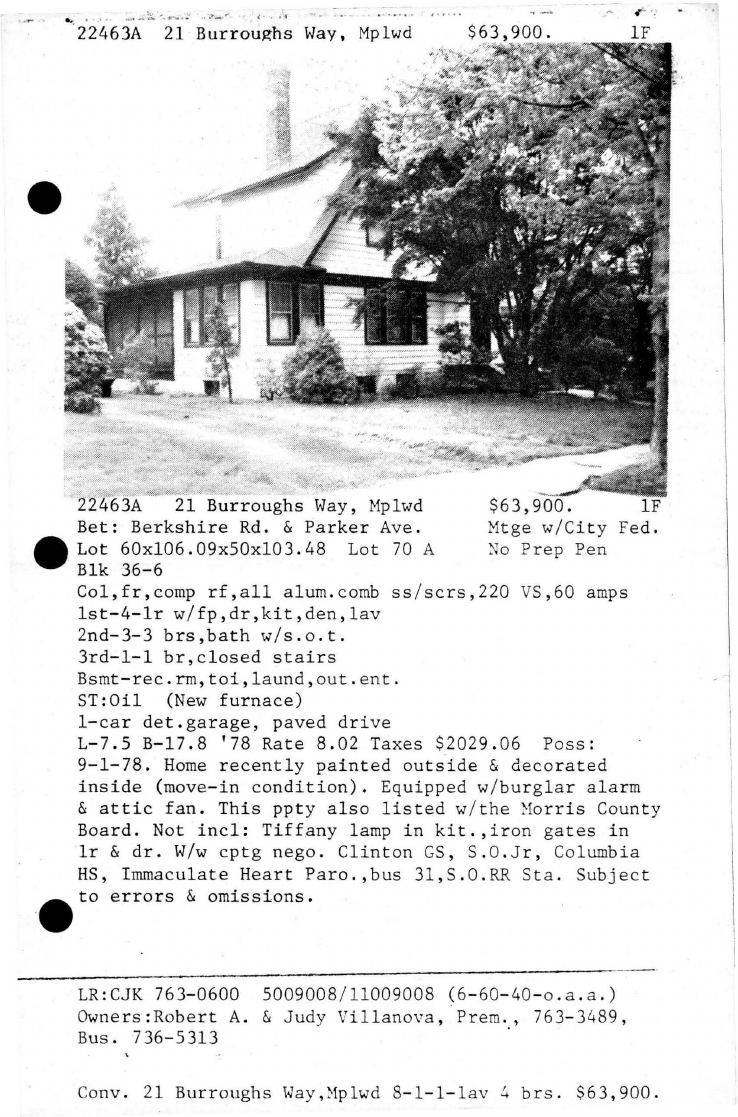 22463A 21 Burroughs Way, Mplwd $63,900. 1F
22463A 21 Burroughs Way, Mplwd $63,900. 1F
Bet: Berkshire Rd. & Parker Ave. Mtge w/City Fed.
Lot 60x106.09x50x103.48 Lot 70 A No Prep Pen
Blk 36-6
Col,fr,comp rf,all alum.comb ss/scrs,220 VS,60 amps
1st-4-lr w/fp,dr,kit,den,lav
2nd-3-3 brs,bath w/s.o.t.
3rd-1-1 br,closed stairs
Bsmt-rec.rm,toi,laund,out.ent.
ST:Oil (New furnace)
1-car det.garage, paved drive
L-7.5 B-17.8 '78 Rate 8.02 Taxes $2029.06 Poss:
9-1-78. Home recently painted outside & decorated
inside (move-in condition). Equipped w/burglar alarm
& attic fan. This ppty also listed w/the Morris County
Board. Not incl: Tiffany lamp in kit.,iron gates in
lr & dr. W/w cptg nego. Clinton GS, S.O.Jr, Columbia
HS, Immaculate Heart Paro.,bus 31,S.O.RR Sta. Subject
to errors & omissions.
LR:CJK 763-0600 5009008/11009008 (6-60-40-o.a.a.)
Owners:Robert A. & Judy Villanova, Prem., 763-3489,
Bus. 736-5313
Conv. 21 Burroughs Way,Mplwd 8-1-1-lav 4 brs. $63,900.